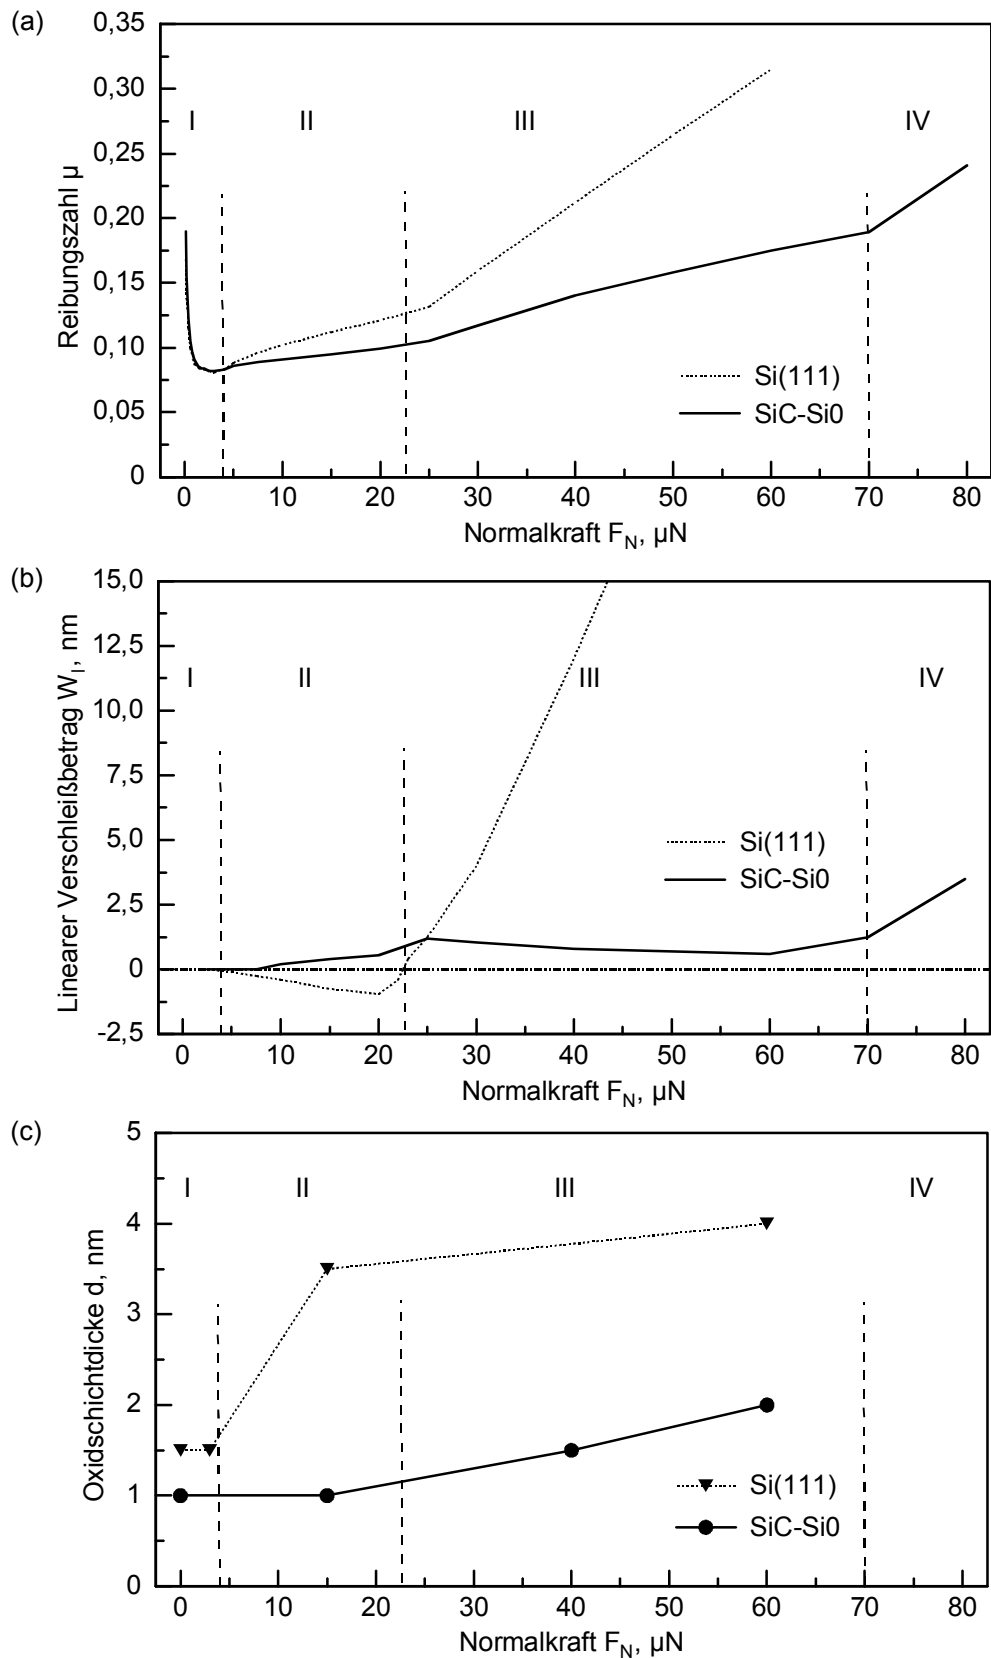 (a)
0,35
0,30
0,25
0,20
0,15
0,10
0,05
0
Reibungszahl µ
I II III IV
Si(111)
SiC-Si0
0 10 20 30 40 50 60 70 80
Normalkraft F_N, µN
(b)
15,0
12,5
10,0
7,5
5,0
2,5
0
-2,5
Linearer Verschleißbetrag W_l, nm
I II III IV
Si(111)
SiC-Si0
0 10 20 30 40 50 60 70 80
Normalkraft F_N, µN
(c)
5
4
3
2
1
0
Oxidschichtdicke d, nm
I II III IV
Si(111)
SiC-Si0
0 10 20 30 40 50 60 70 80
Normalkraft F_N, µN